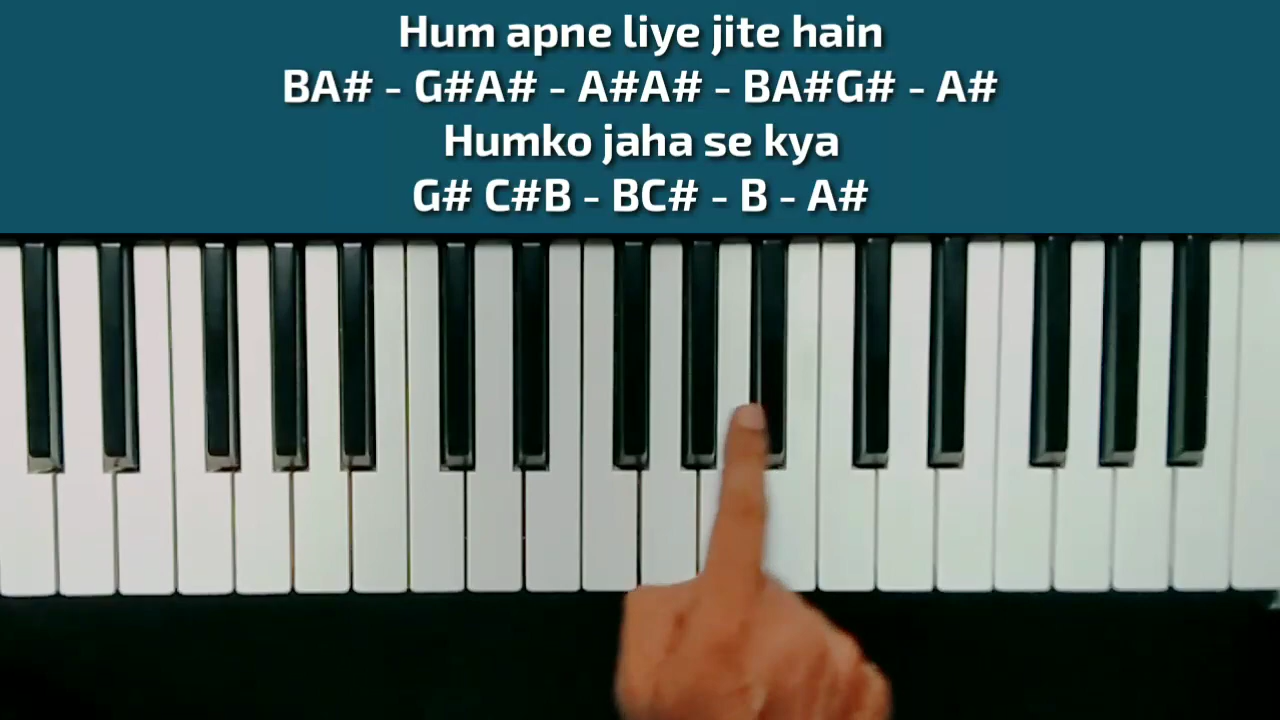 Hum apne liye jite hain
BA# - G#A# - A#A# - BA#G# - A#
Humko jaha se kya
G# C#B - BC# - B - A#